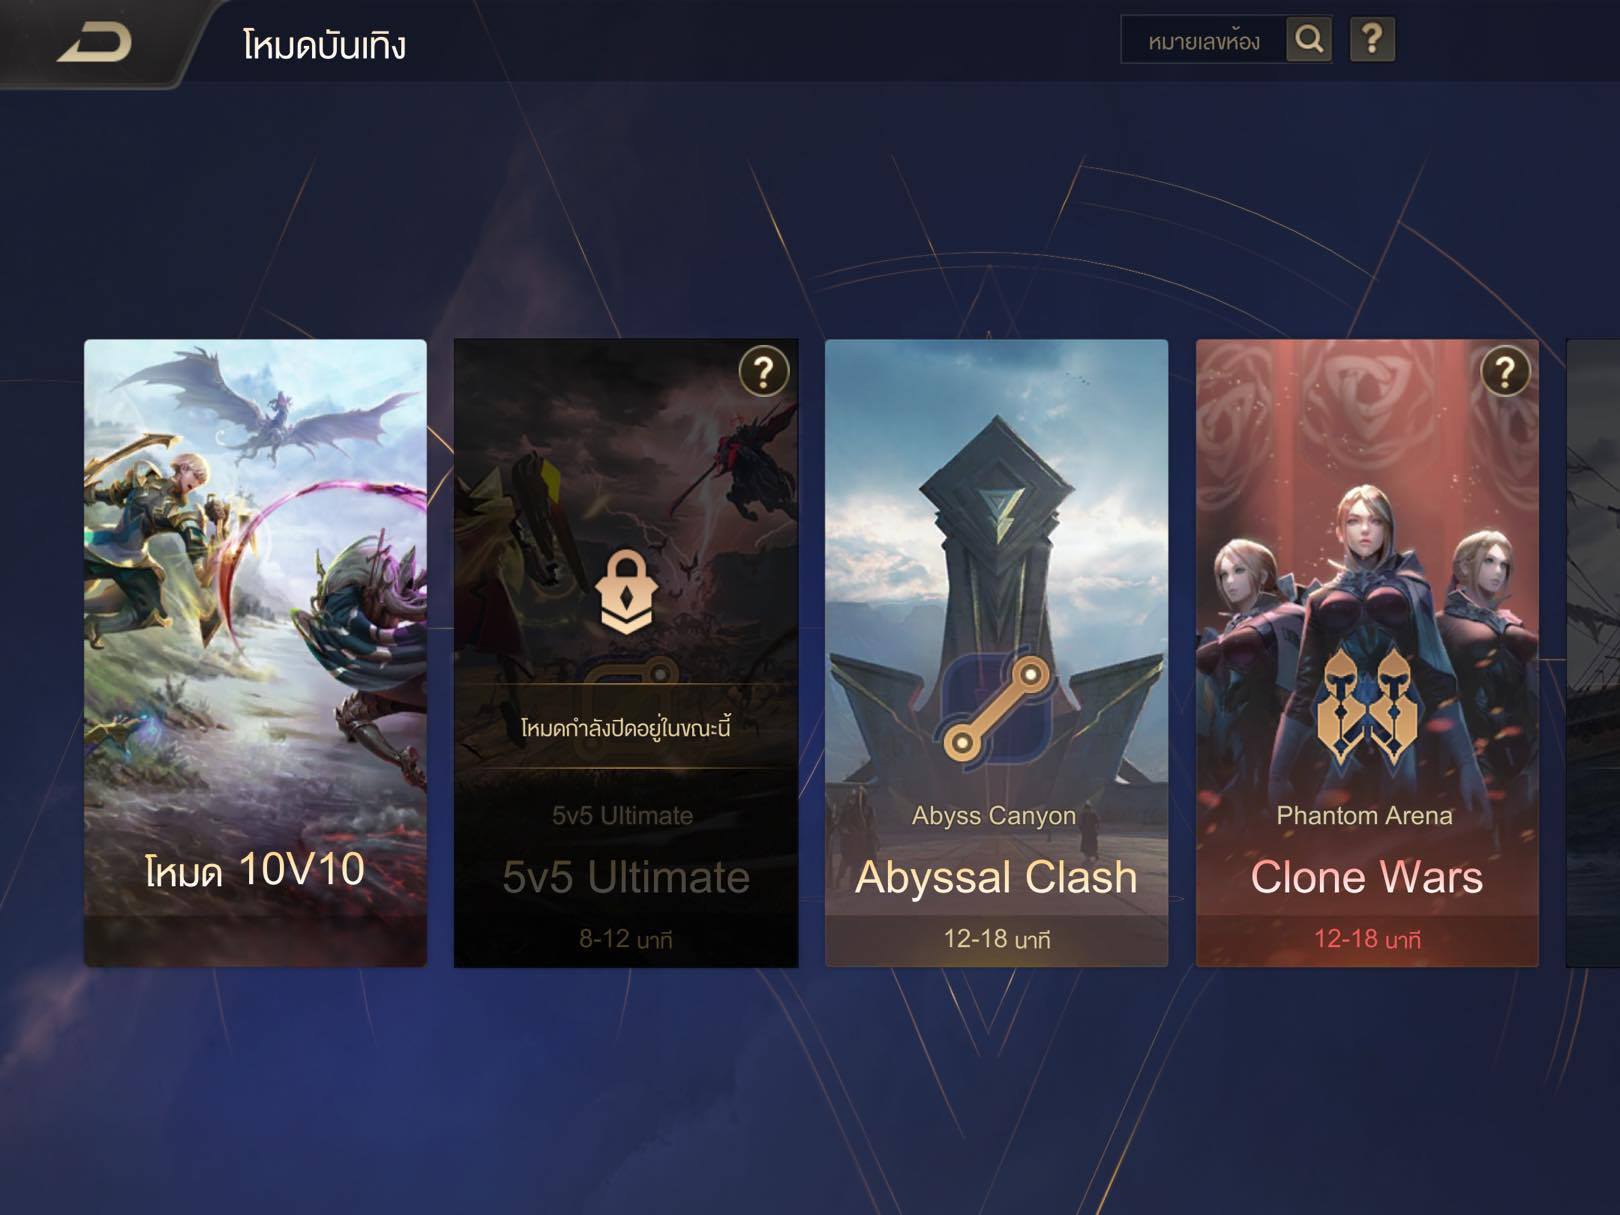 โหมดบันเทิง
หมายเลขห้อง
?
โหมด 10V10
?
โหมดกำลังปิดอยู่ในขณะนี้
5v5 Ultimate
5v5 Ultimate
8-12 นาที
Abyss Canyon
Abyssal Clash
12-18 นาที
?
Phantom Arena
Clone Wars
12-18 นาที